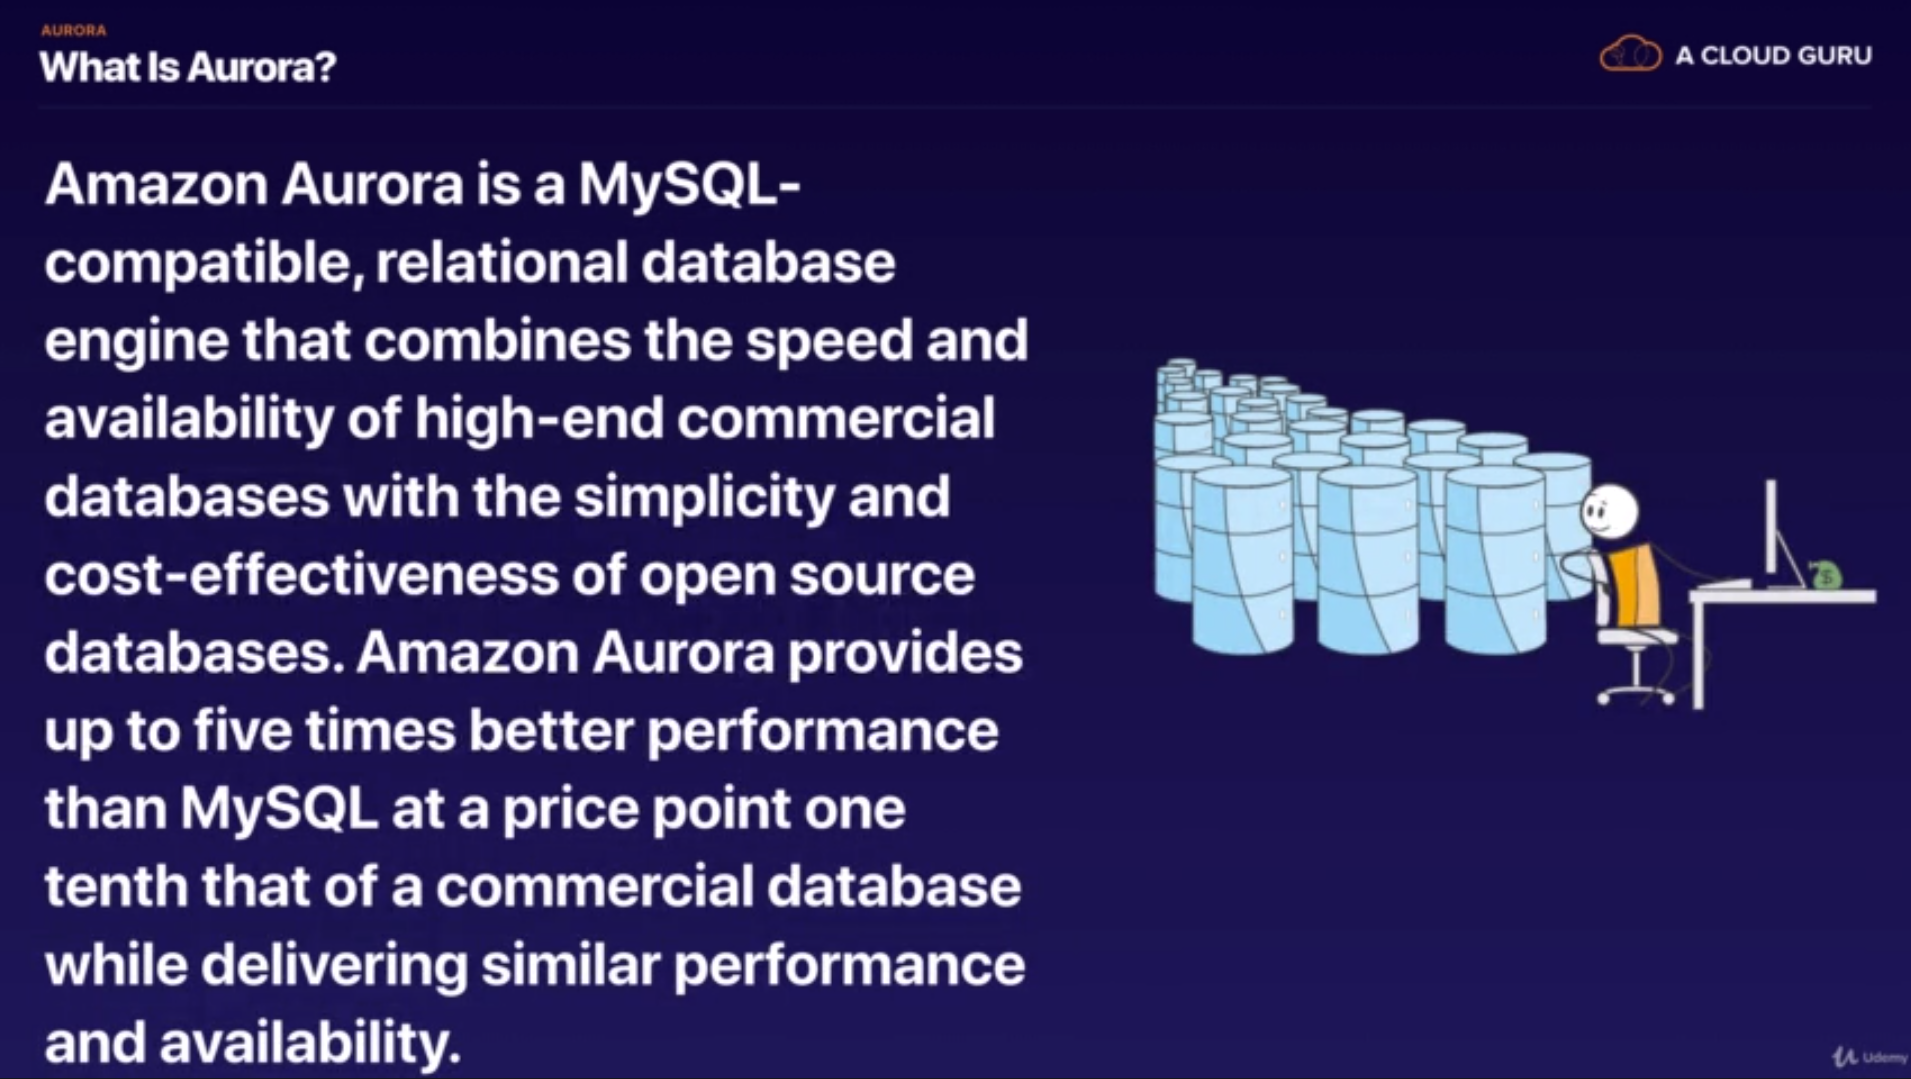 AURORA
What Is Aurora?
A CLOUD GURU
Amazon Aurora is a MySQL-
compatible, relational database
engine that combines the speed and
availability of high-end commercial
databases with the simplicity and
cost-effectiveness of open source
databases. Amazon Aurora provides
up to five times better performance
than MySQL at a price point one
tenth that of a commercial database
while delivering similar performance
and availability.
$
Udemy